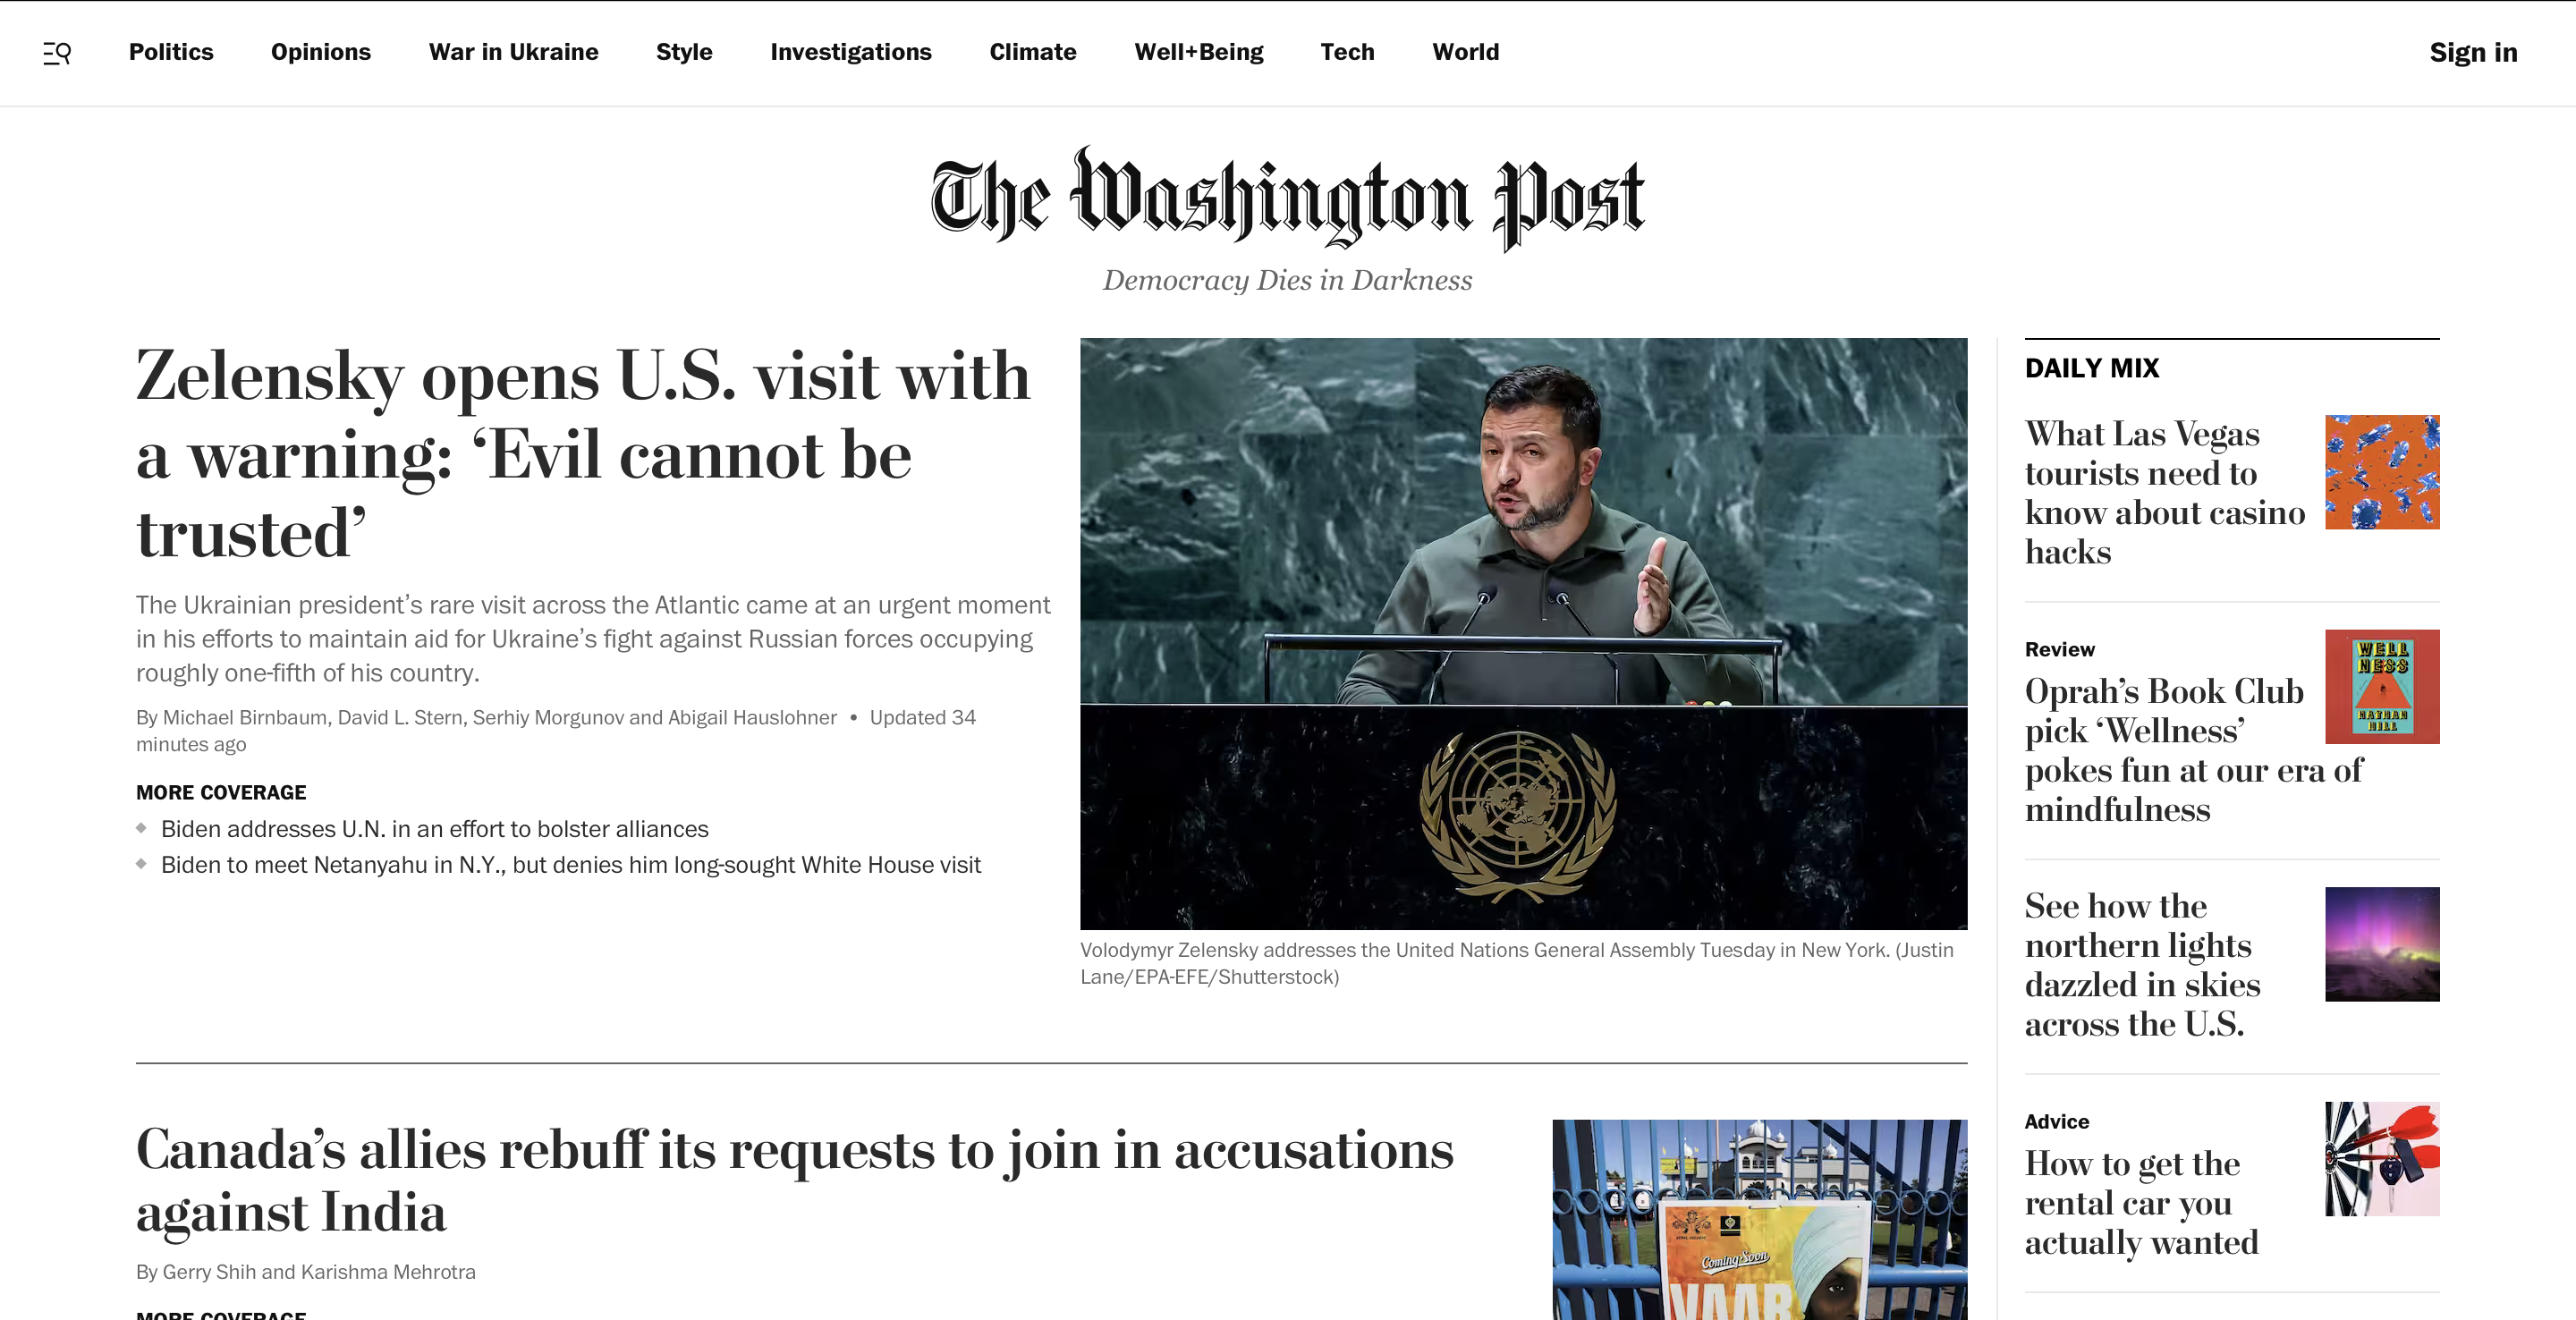 Politics Opinions War in Ukraine Style Investigations Climate Well+Being Tech World Sign in
The Washington Post
Democracy Dies in Darkness
Zelensky opens U.S. visit with
a warning: ‘Evil cannot be
trusted’
The Ukrainian president’s rare visit across the Atlantic came at an urgent moment
in his efforts to maintain aid for Ukraine’s fight against Russian forces occupying
roughly one-fifth of his country.
By Michael Birnbaum, David L. Stern, Serhiy Morgunov and Abigail Hauslohner • Updated 34
minutes ago
MORE COVERAGE
Biden addresses U.N. in an effort to bolster alliances
Biden to meet Netanyahu in N.Y., but denies him long-sought White House visit
Volodymyr Zelensky addresses the United Nations General Assembly Tuesday in New York. (Justin
Lane/EPA-EFE/Shutterstock)
Canada’s allies rebuff its requests to join in accusations
against India
By Gerry Shih and Karishma Mehrotra
MORE COVERAGE
Coming Soon
VAAR
DAILY MIX
What Las Vegas
tourists need to
know about casino
hacks
Review
Oprah’s Book Club
pick ‘Wellness’
pokes fun at our era of
mindfulness
WELL
NESS
NATHAN
HILL
See how the
northern lights
dazzled in skies
across the U.S.
Advice
How to get the
rental car you
actually wanted